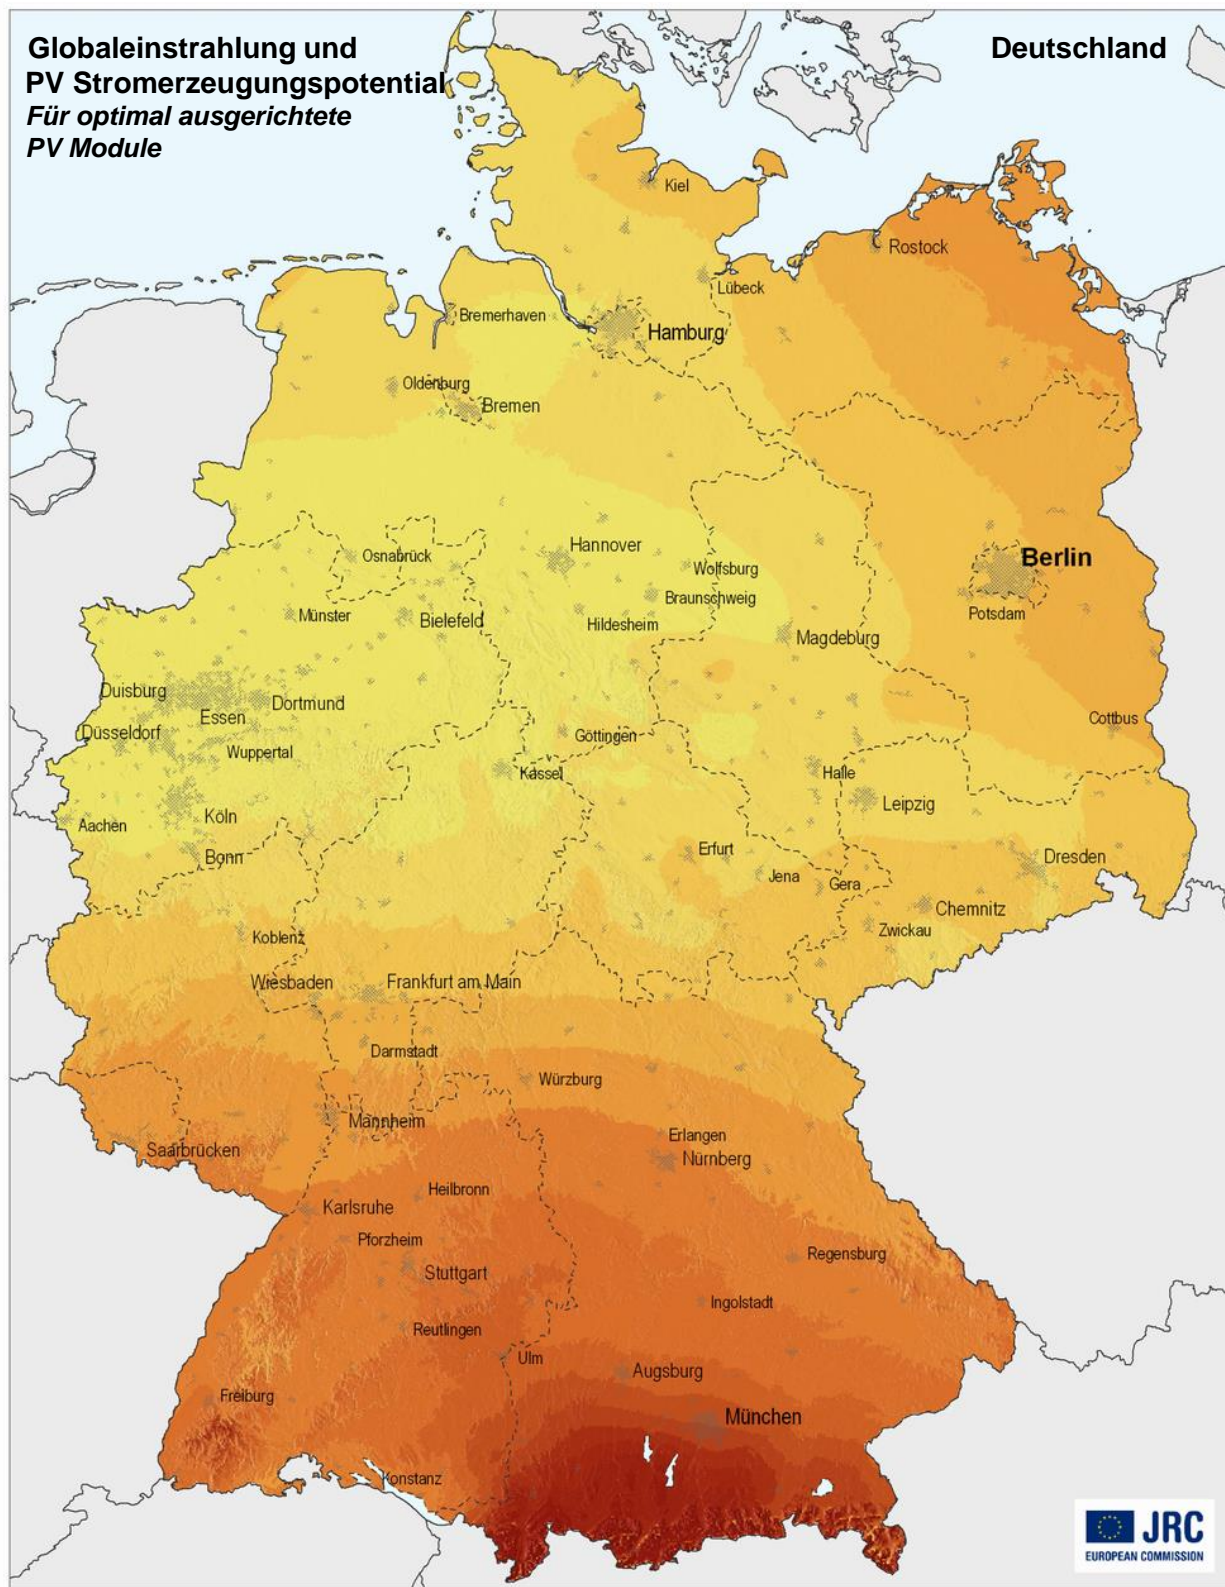 Globaleinstrahlung und
PV Stromerzeugungspotential
Für optimal ausgerichtete
PV Module
Deutschland
Kiel
Rostock
Lübeck
Bremerhaven
Hamburg
Oldenburg
Bremen
Hannover
Osnabrück
Wolfsburg
Berlin
Braunschweig
Münster
Bielefeld
Hildesheim
Potsdam
Magdeburg
Duisburg
Dortmund
Essen
Düsseldorf
Wuppertal
Göttingen
Cottbus
Kassel
Halle
Leipzig
Köln
Aachen
Bonn
Erfurt
Dresden
Jena
Gera
Chemnitz
Zwickau
Koblenz
Wiesbaden
Frankfurt am Main
Darmstadt
Würzburg
Mannheim
Erlangen
Saarbrücken
Nürnberg
Heilbronn
Karlsruhe
Pforzheim
Regensburg
Stuttgart
Ingolstadt
Reutlingen
Ulm
Augsburg
Freiburg
München
Konstanz
JRC
EUROPEAN COMMISSION